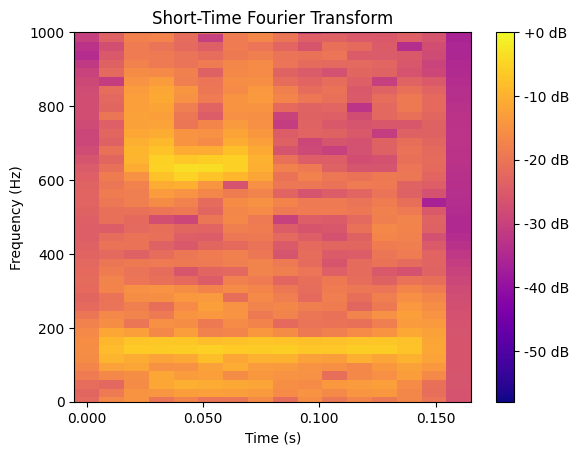 Short-Time Fourier Transform
Frequency (Hz)
1000
800
600
400
200
0
0.000
0.050
0.100
0.150
Time (s)
+0 dB
-10 dB
-20 dB
-30 dB
-40 dB
-50 dB